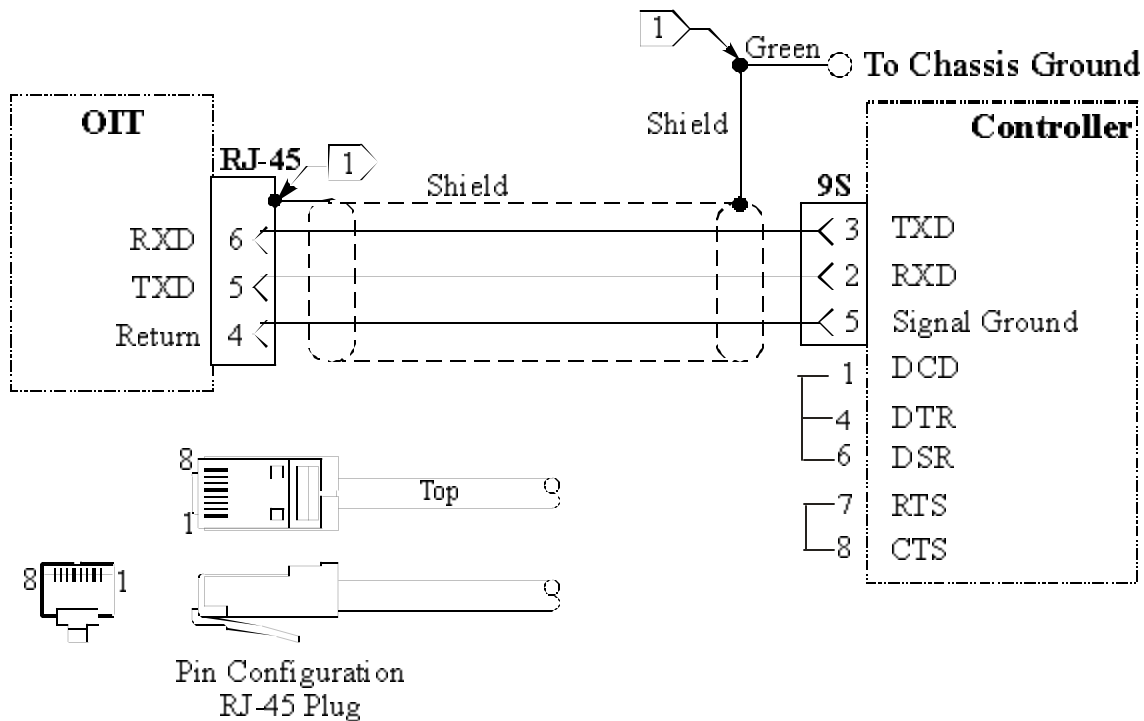 1
Green
To Chassis Ground
OIT
Shield
Controller
RJ-45
1
Shield
9S
RXD 6 3 TXD
TXD 5 2 RXD
Return 4 5 Signal Ground
1 DCD
4 DTR
6 DSR
7 RTS
8 CTS
8
Top
1
8 1
Pin Configuration
RJ-45 Plug